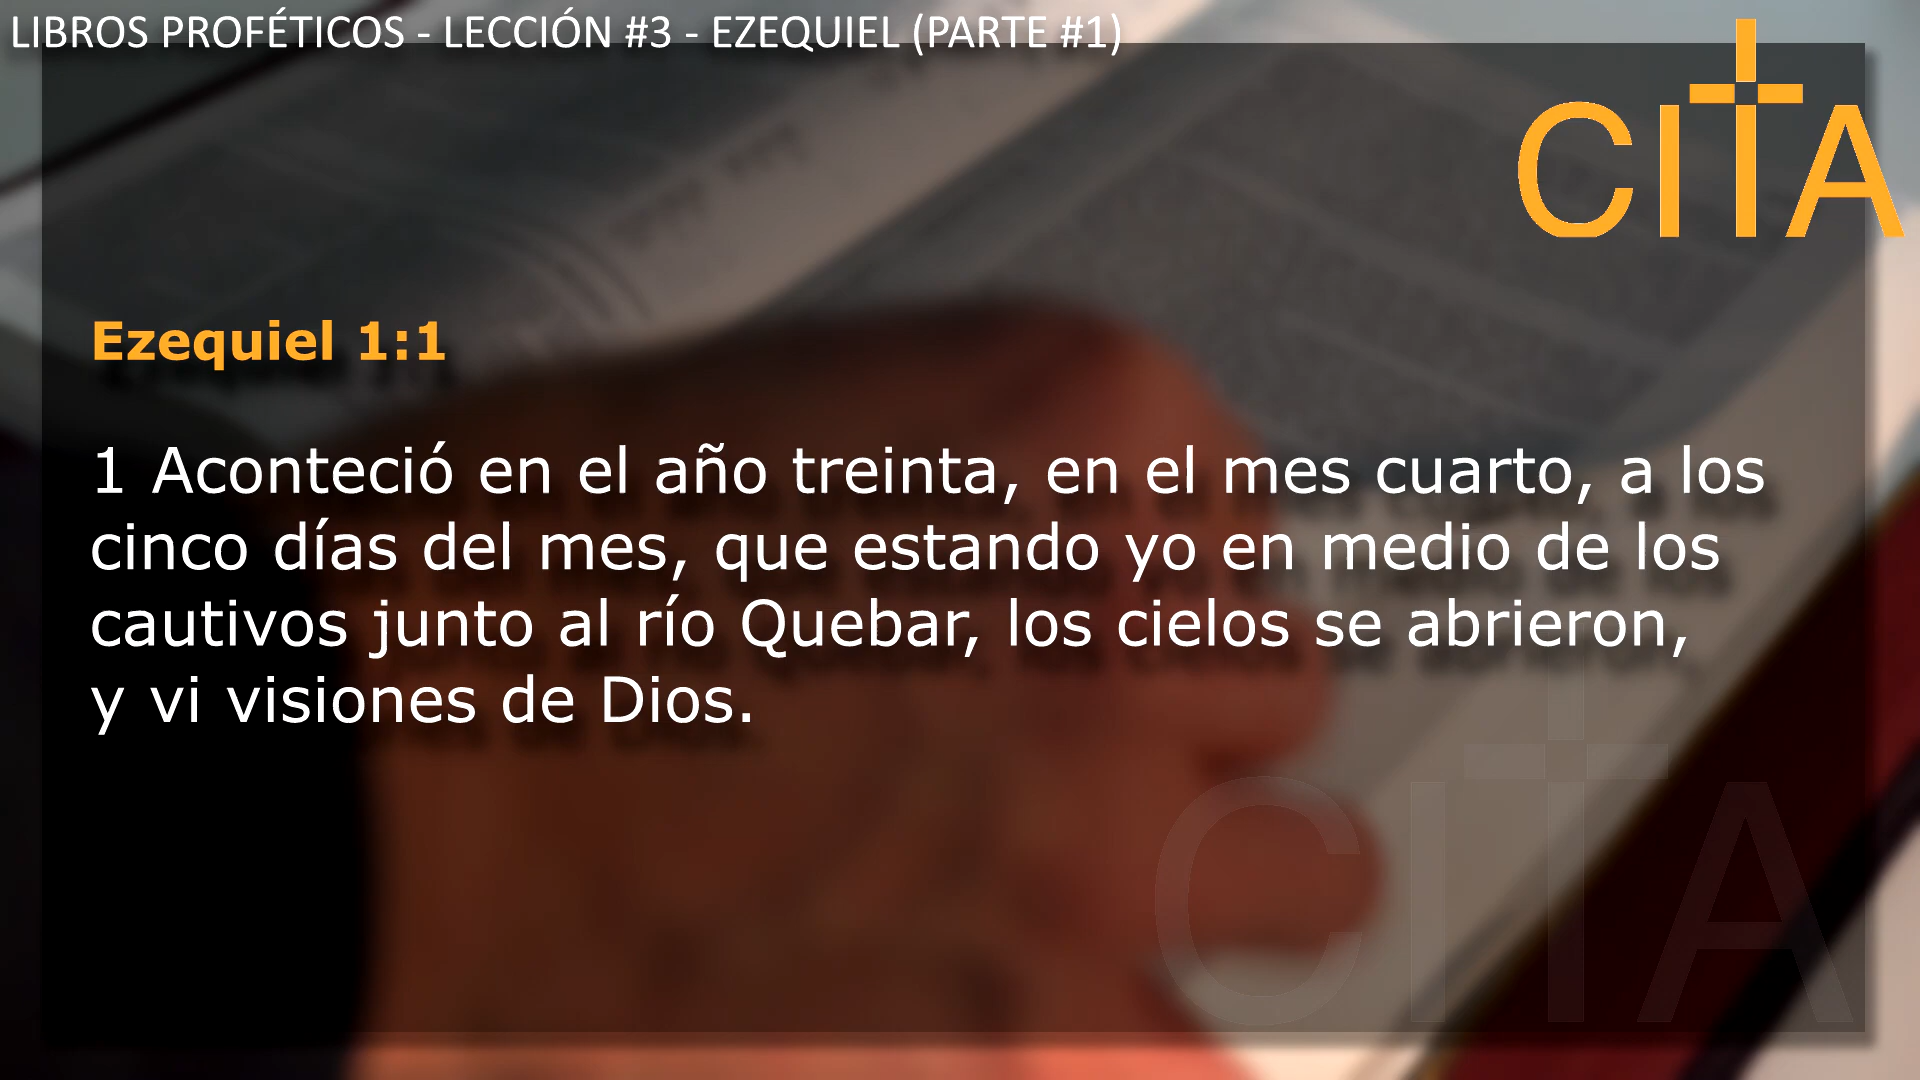 LIBROS PROFÉTICOS - LECCIÓN #3 - EZEQUIEL (PARTE #1)
CITA
Ezequiel 1:1
1 Aconteció en el año treinta, en el mes cuarto, a los
cinco días del mes, que estando yo en medio de los
cautivos junto al río Quebar, los cielos se abrieron,
y vi visiones de Dios.
CITA